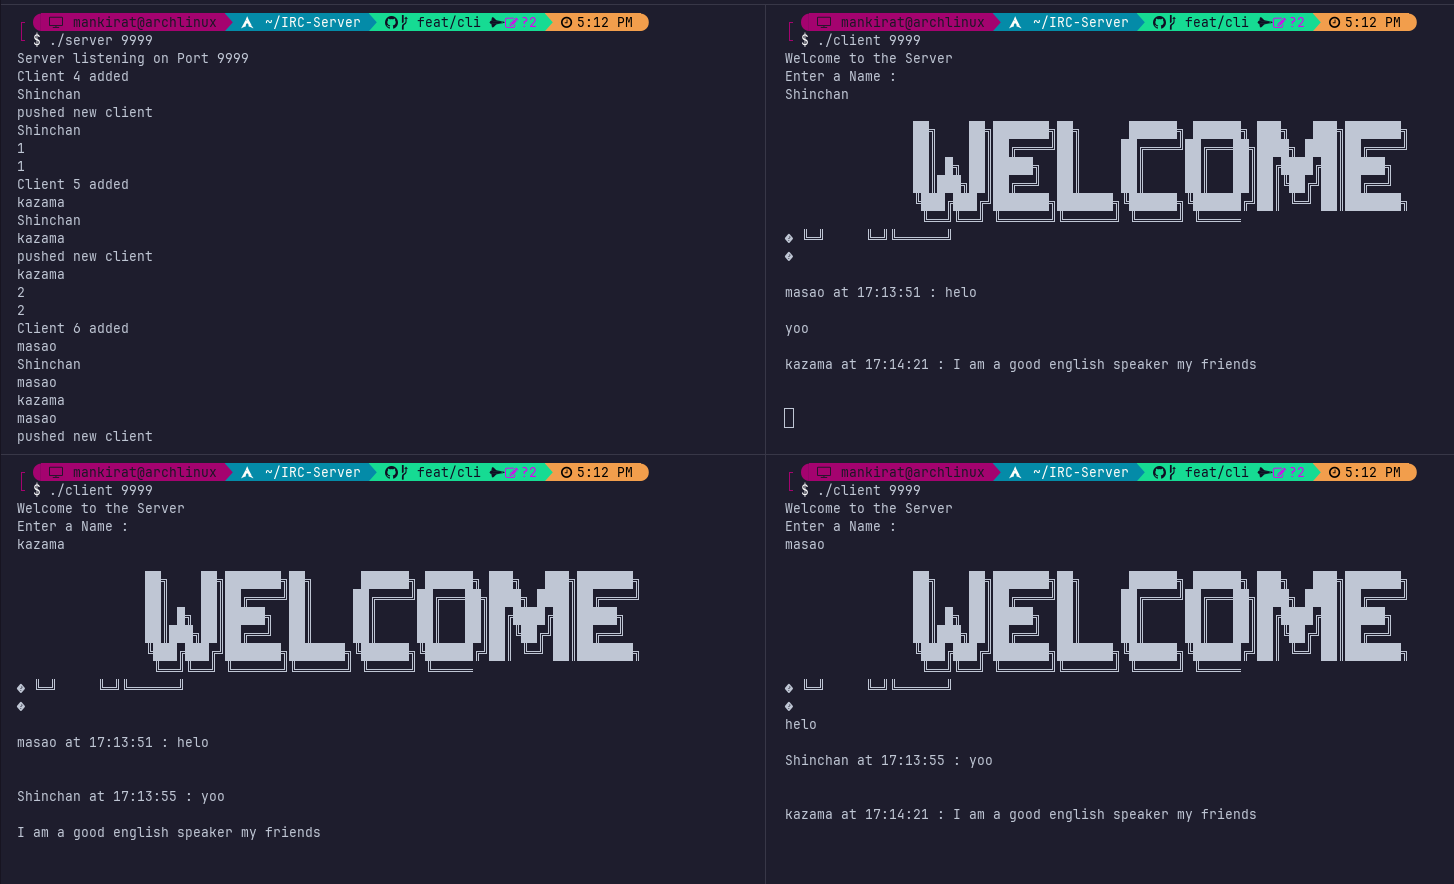 mankirat@archlinux ~/IRC-Server feat/cli ?2 5:12 PM
$ ./server 9999
Server listening on Port 9999
Client 4 added
Shinchan
pushed new client
Shinchan
1
1
Client 5 added
kazama
Shinchan
kazama
pushed new client
kazama
2
2
Client 6 added
masao
Shinchan
masao
kazama
masao
pushed new client
mankirat@archlinux ~/IRC-Server feat/cli ?2 5:12 PM
$ ./client 9999
Welcome to the Server
Enter a Name :
Shinchan
WELCOME
masao at 17:13:51 : helo
yoo
kazama at 17:14:21 : I am a good english speaker my friends
mankirat@archlinux ~/IRC-Server feat/cli ?2 5:12 PM
$ ./client 9999
Welcome to the Server
Enter a Name :
kazama
WELCOME
masao at 17:13:51 : helo
Shinchan at 17:13:55 : yoo
I am a good english speaker my friends
mankirat@archlinux ~/IRC-Server feat/cli ?2 5:12 PM
$ ./client 9999
Welcome to the Server
Enter a Name :
masao
WELCOME
helo
Shinchan at 17:13:55 : yoo
kazama at 17:14:21 : I am a good english speaker my friends